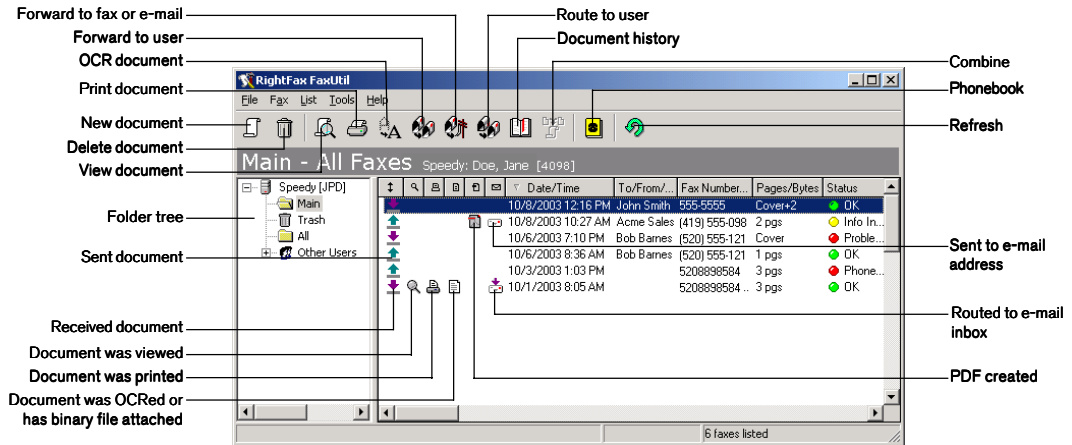 Forward to fax or e-mail
Forward to user
OCR document
Print document
New document
Delete document
View document
Route to user
Document history
Combine
Phonebook
Refresh
RightFax FaxUtil
File Fax List Tools Help
Main - All Faxes Speedy: Doe, Jane [4098]
Folder tree
Speedy [JPD]
Main
Trash
All
Other Users
Date/Time To/From/... Fax Number... Pages/Bytes Status
10/8/2003 12:16 PM John Smith 555-5555 Cover+2 OK
10/8/2003 10:27 AM Acme Sales (419) 555-098 2 pgs Info In...
10/6/2003 7:10 PM Bob Barnes (520) 555-121 Cover Proble...
10/6/2003 8:36 AM Bob Barnes (520) 555-121 1 pgs OK
10/3/2003 1:03 PM 5208898584 3 pgs Phone...
10/1/2003 8:05 AM 5208898584 .. 3 pgs OK
Sent document
Received document
Document was viewed
Document was printed
Document was OCRed or
has binary file attached
Sent to e-mail
address
Routed to e-mail
inbox
PDF created
6 faxes listed